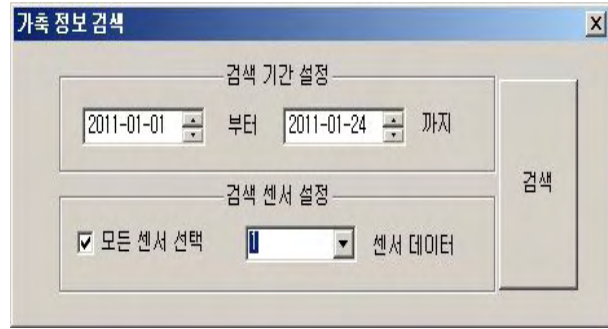 가축 정보 검색
검색 기간 설정
2011-01-01 부터 2011-01-24 까지
검색
검색 센서 설정
모든 센서 선택 1 센서 데이터